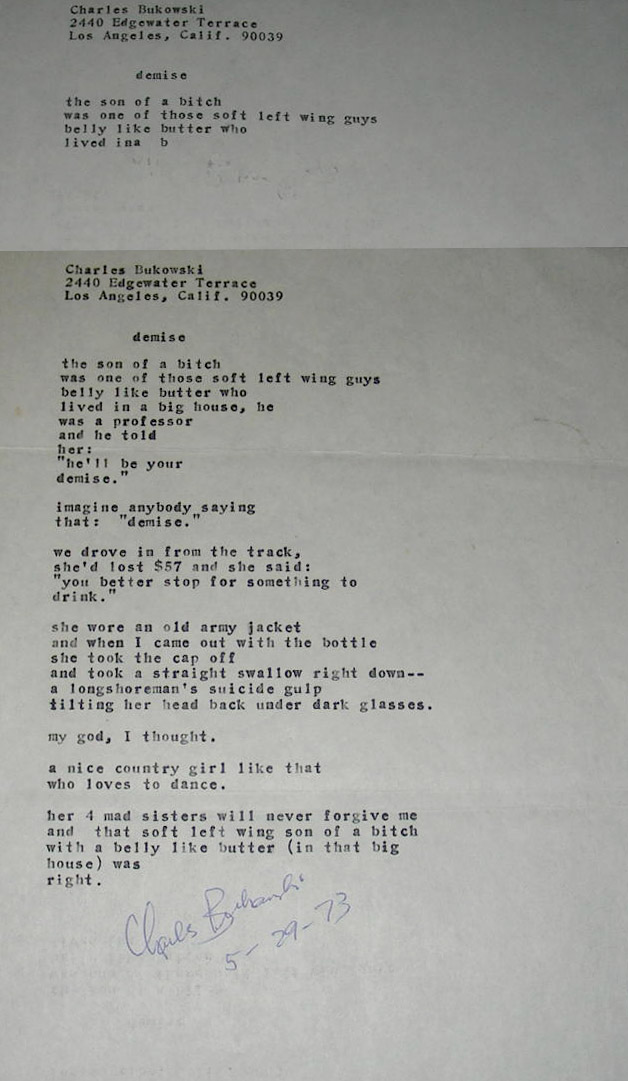 Charles Bukowski
2440 Edgewater Terrace
Los Angeles, Calif. 90039
demise
the son of a bitch
was one of those soft left wing guys
belly like butter who
lived ina  b
Charles Bukowski
2440 Edgewater Terrace
Los Angeles, Calif. 90039
demise
the son of a bitch
was one of those soft left wing guys
belly like butter who
lived in a big house, he
was a professor
and he told
her:
"he'll be your
demise."
imagine anybody saying
that:  "demise."
we drove in from the track,
she'd lost $57 and she said:
"you better stop for something to
drink."
she wore an old army jacket
and when I came out with the bottle
she took the cap off
and took a straight swallow right down--
a longshoreman's suicide gulp
tilting her head back under dark glasses.
my god, I thought.
a nice country girl like that
who loves to dance.
her 4 mad sisters will never forgive me
and  that soft left wing son of a bitch
with a belly like butter (in that big
house) was
right.
Charles Bukowski
5-29-73